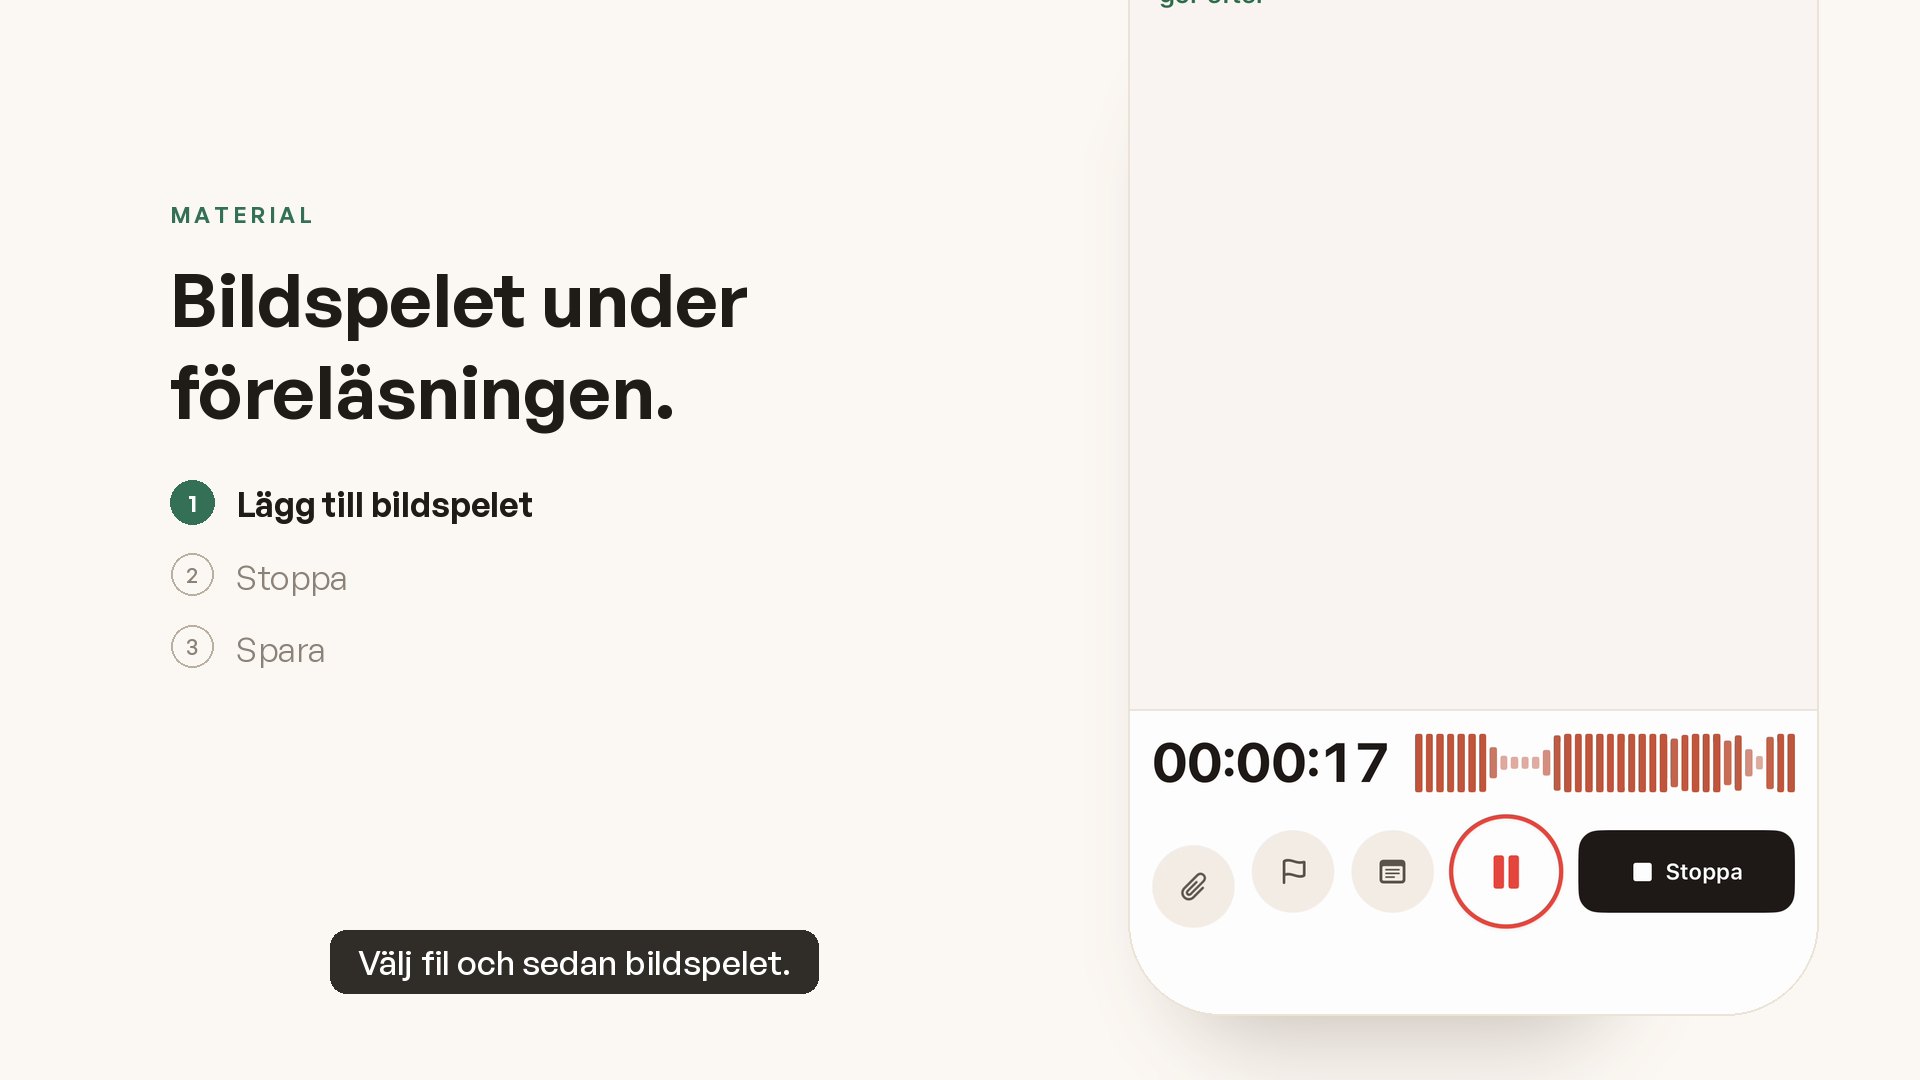 MATERIAL
Bildspelet under
föreläsningen.
1 Lägg till bildspelet
2 Stoppa
3 Spara
Välj fil och sedan bildspelet.
00:00:17
Stoppa